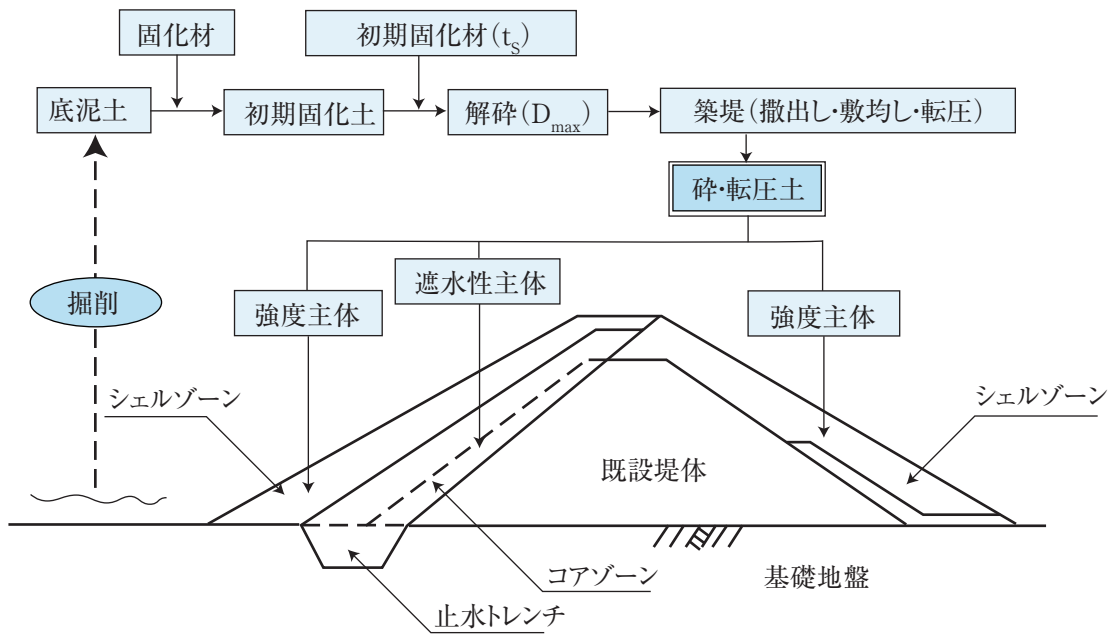 固化材
初期固化材(tS)
底泥土
初期固化土
解砕(Dmax)
築堤(撒出し・敷均し・転圧)
砕・転圧土
掘削
強度主体
遮水性主体
強度主体
シェルゾーン
シェルゾーン
既設堤体
コアゾーン
基礎地盤
止水トレンチ